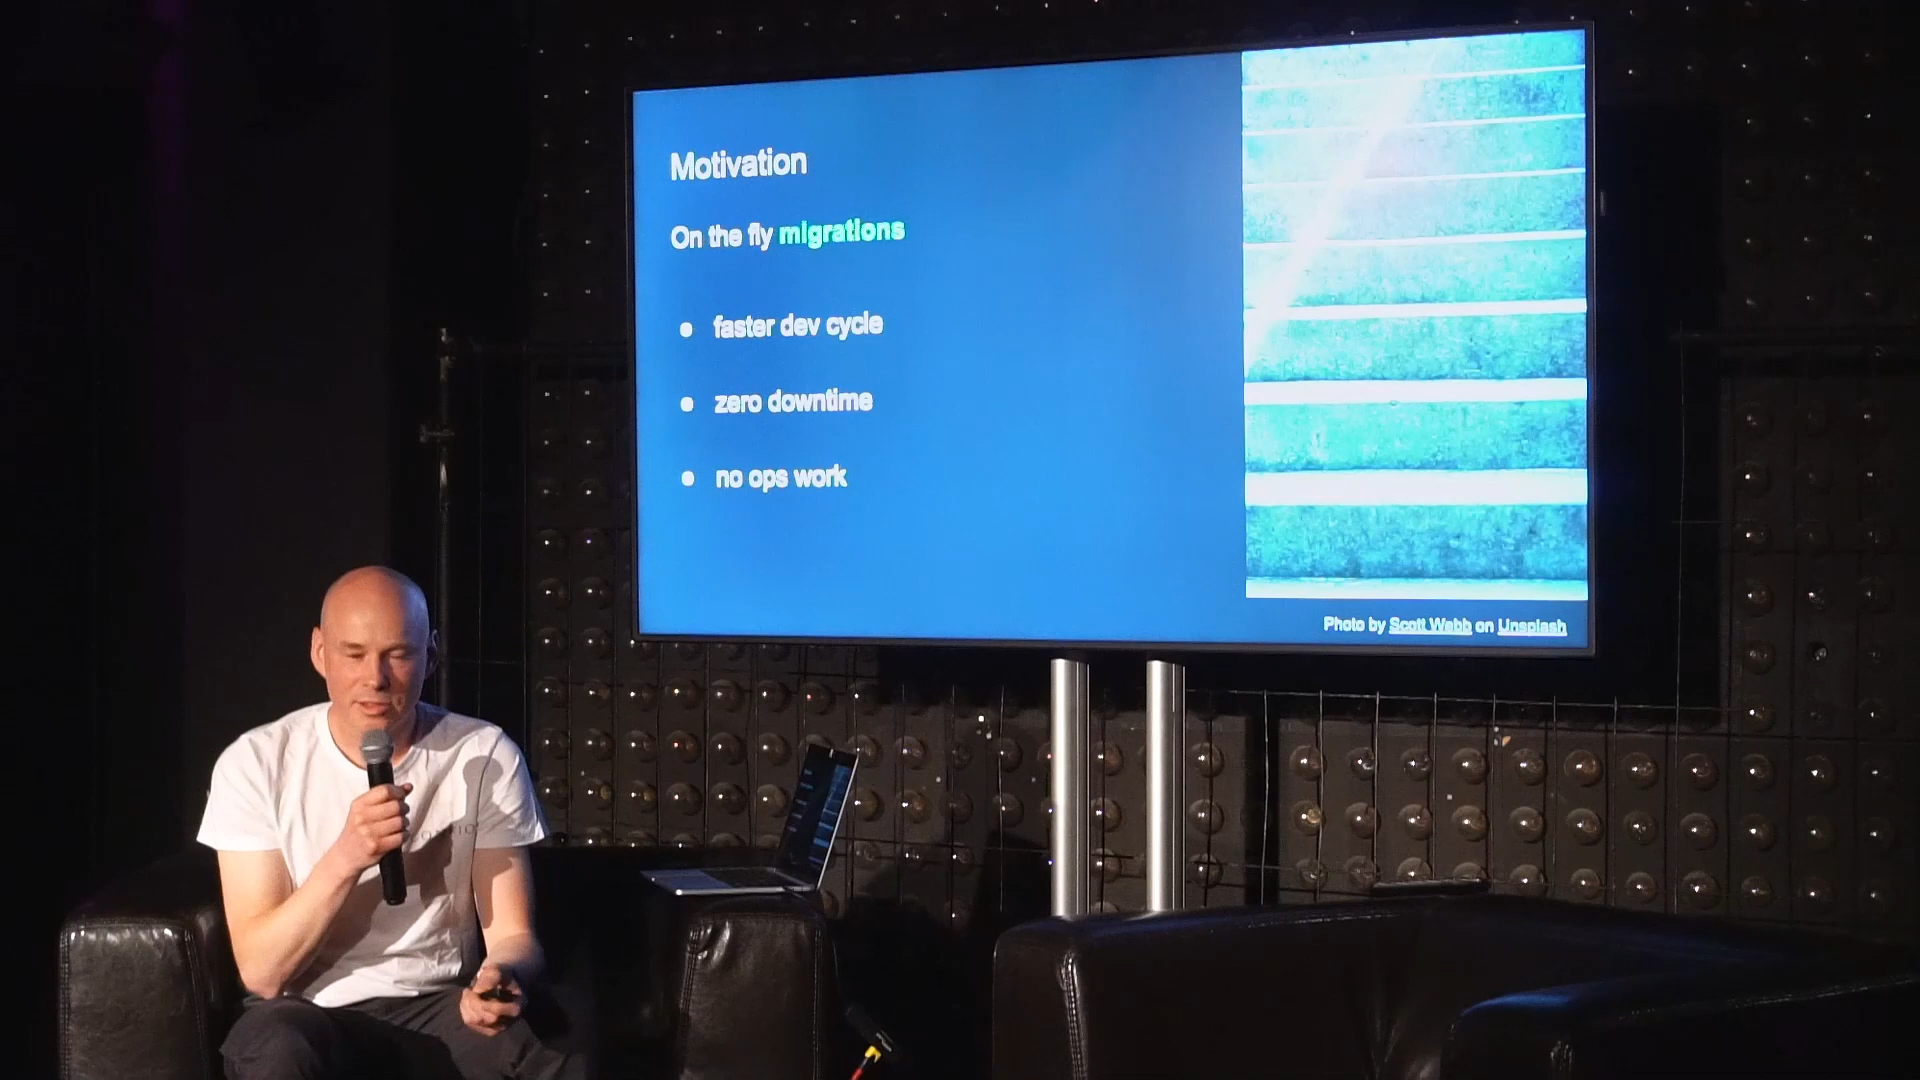 Motivation
On the fly migrations
faster dev cycle
zero downtime
no ops work
Photo by Scott Webb on Unsplash